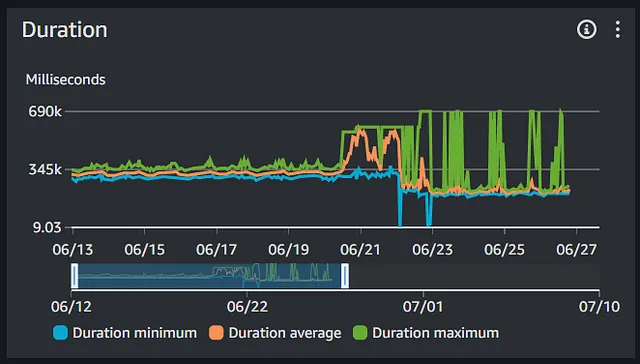 Duration
Milliseconds
690k
345k
9.03
06/13 06/15 06/17 06/19 06/21 06/23 06/25 06/27
06/12 06/22 07/01 07/10
Duration minimum Duration average Duration maximum